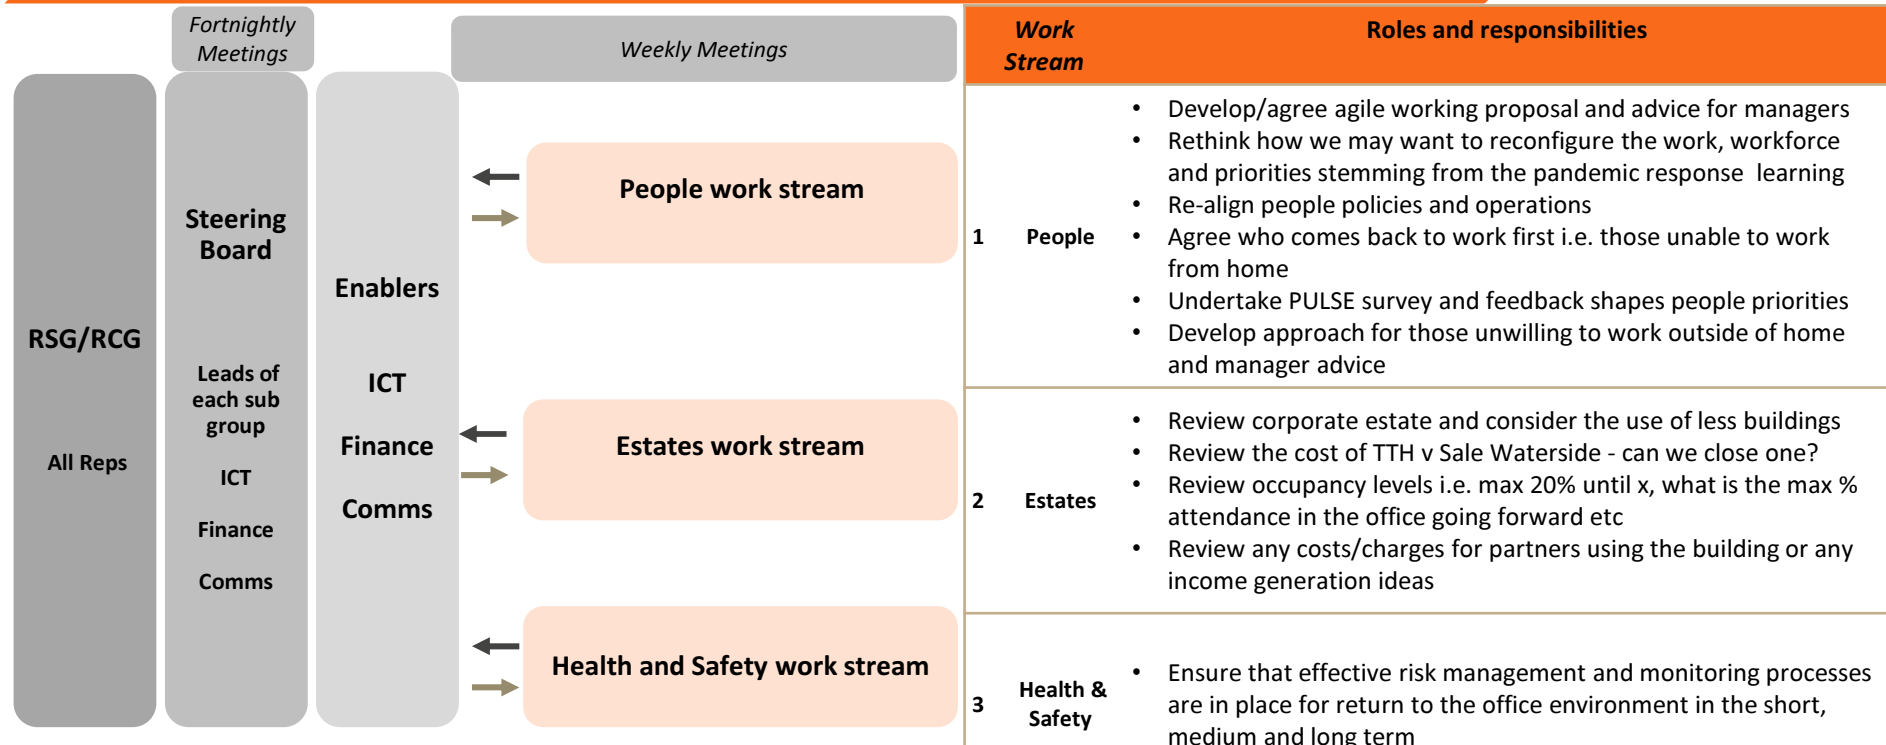 Fortnightly
Meetings
Weekly Meetings
RSG/RCG
All Reps
Steering
Board
Leads of
each sub
group
ICT
Finance
Comms
Enablers
ICT
Finance
Comms
People work stream
Estates work stream
Health and Safety work stream
Work
Stream
Roles and responsibilities
1 People
• Develop/agree agile working proposal and advice for managers
• Rethink how we may want to reconfigure the work, workforce
and priorities stemming from the pandemic response learning
• Re-align people policies and operations
• Agree who comes back to work first i.e. those unable to work
from home
• Undertake PULSE survey and feedback shapes people priorities
• Develop approach for those unwilling to work outside of home
and manager advice
2 Estates
• Review corporate estate and consider the use of less buildings
• Review the cost of TTH v Sale Waterside - can we close one?
• Review occupancy levels i.e. max 20% until x, what is the max %
attendance in the office going forward etc
• Review any costs/charges for partners using the building or any
income generation ideas
3 Health &
Safety
• Ensure that effective risk management and monitoring processes
are in place for return to the office environment in the short,
medium and long term